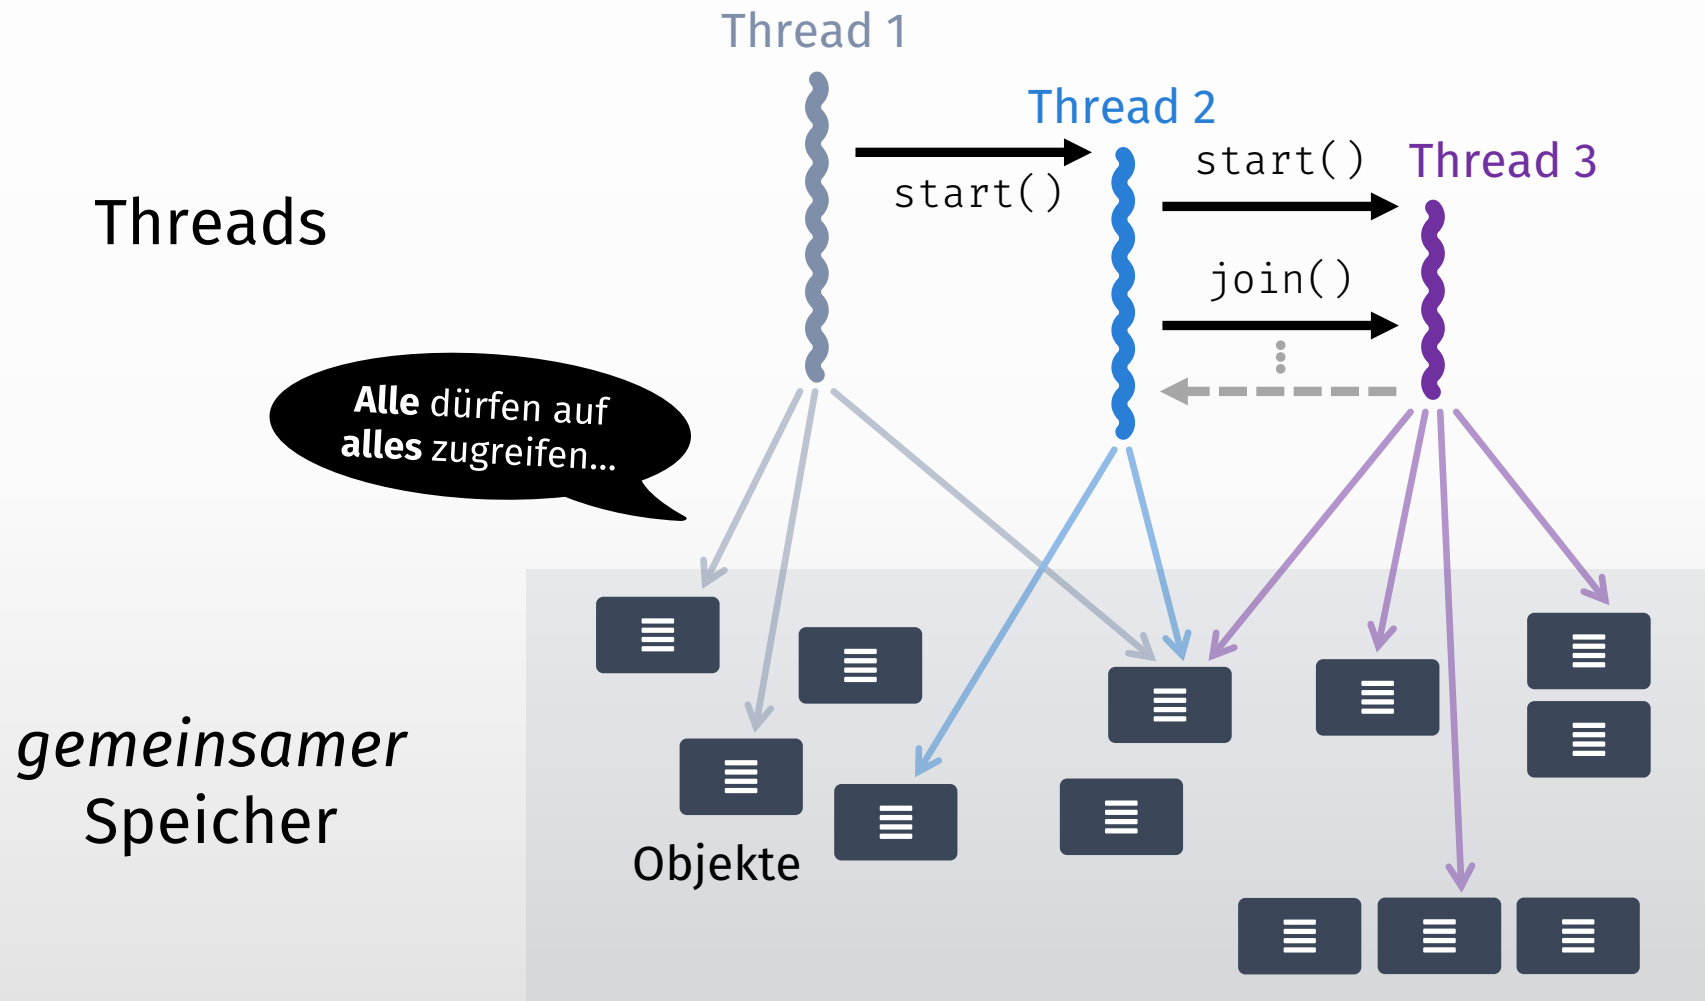 Thread 1
Thread 2
start()
Thread 3
start()
Threads
join()
Alle dürfen auf
alles zugreifen...
gemeinsamer
Speicher
Objekte